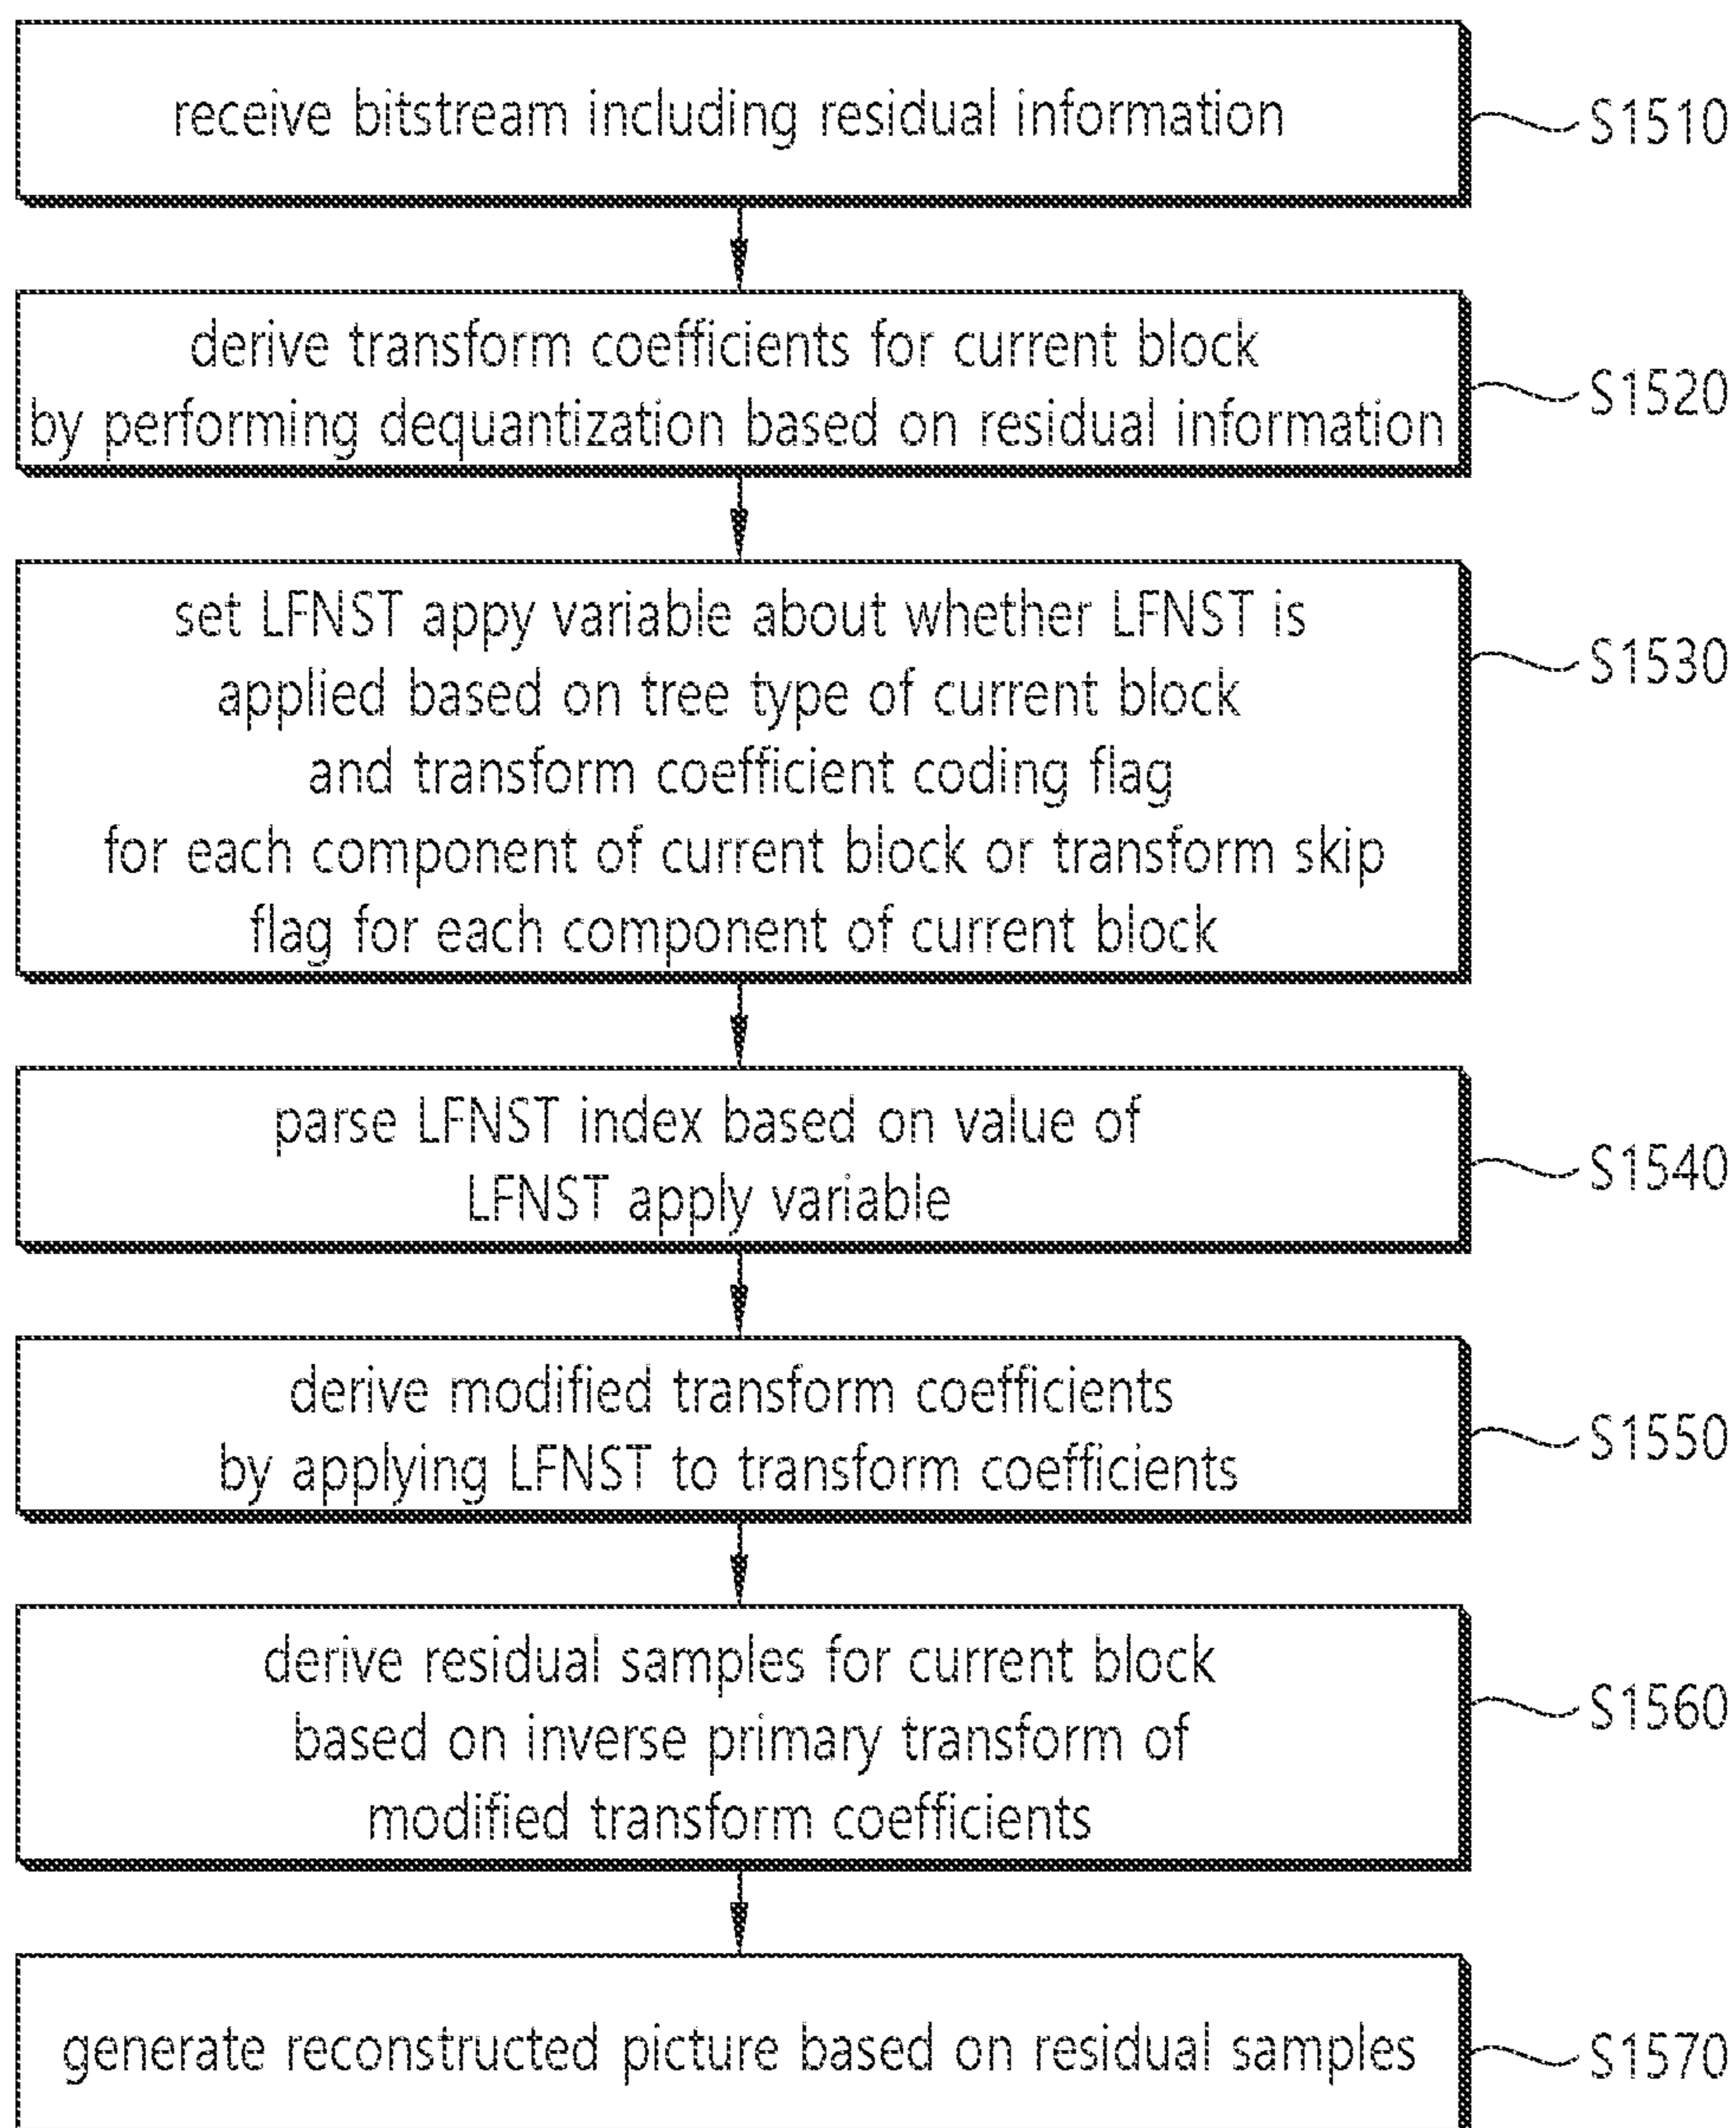 receive bitstream including residual information
S1510
derive transform coefficients for current block
by performing dequantization based on residual information
S1520
set LFNST appy variable about whether LFNST is
applied based on tree type of current block
and transform coefficient coding flag
for each component of current block or transform skip
flag for each component of current block
S1530
parse LFNST index based on value of
LFNST apply variable
S1540
derive modified transform coefficients
by applying LFNST to transform coefficients
S1550
derive residual samples for current block
based on inverse primary transform of
modified transform coefficients
S1560
generate reconstructed picture based on residual samples
S1570